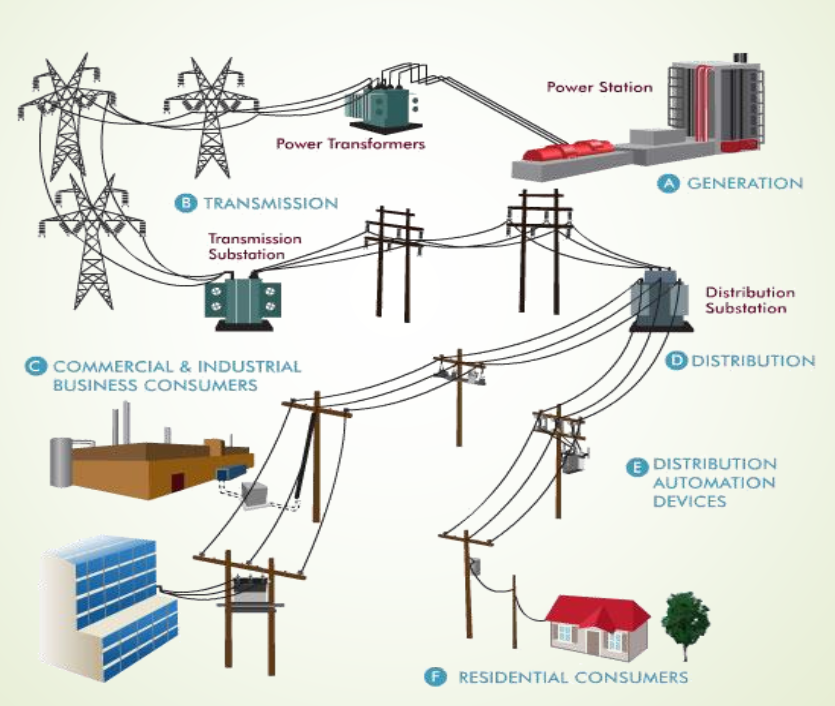 Power Station
Power Transformers
A GENERATION
B TRANSMISSION
Transmission
Substation
Distribution
Substation
C COMMERCIAL & INDUSTRIAL
BUSINESS CONSUMERS
D DISTRIBUTION
E DISTRIBUTION
AUTOMATION
DEVICES
F RESIDENTIAL CONSUMERS